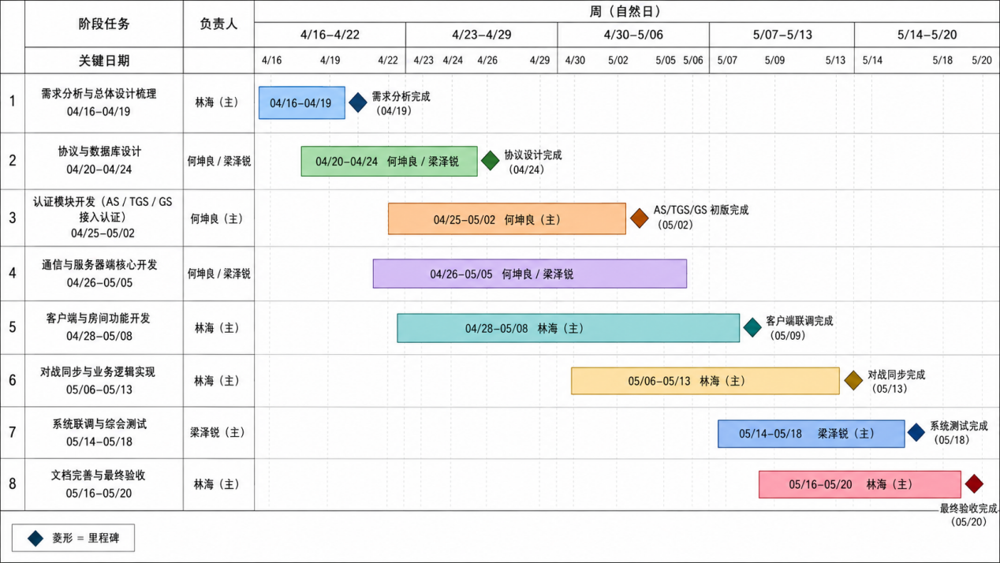 阶段任务
负责人
周（自然日）
4/16–4/22
4/23–4/29
4/30–5/06
5/07–5/13
5/14–5/20
关键日期
4/16 4/19 4/22 4/23 4/24 4/26 4/29 4/30 5/02 5/05 5/06 5/07 5/09 5/13 5/14 5/18 5/20
1
需求分析与总体设计梳理
04/16–04/19
林海（主）
04/16–04/19
需求分析完成
（04/19）
2
协议与数据库设计
04/20–04/24
何坤良 / 梁泽锐
04/20–04/24 何坤良 / 梁泽锐
协议设计完成
（04/24）
3
认证模块开发（AS / TGS / GS
接入认证）
04/25–05/02
何坤良（主）
04/25–05/02 何坤良（主）
AS/TGS/GS 初版完成
（05/02）
4
通信与服务器端核心开发
04/26–05/05
何坤良 / 梁泽锐
04/26–05/05 何坤良 / 梁泽锐
5
客户端与房间功能开发
04/28–05/08
林海（主）
04/28–05/08 林海（主）
客户端联调完成
（05/09）
6
对战同步与业务逻辑实现
05/06–05/13
林海（主）
05/06–05/13 林海（主）
对战同步完成
（05/13）
7
系统联调与综会测试
05/14–05/18
梁泽锐（主）
05/14–05/18 梁泽锐（主）
系统测试完成
（05/18）
8
文档完善与最终验收
05/16–05/20
林海（主）
05/16–05/20 林海（主）
最终验收完成
（05/20）
菱形 = 里程碑